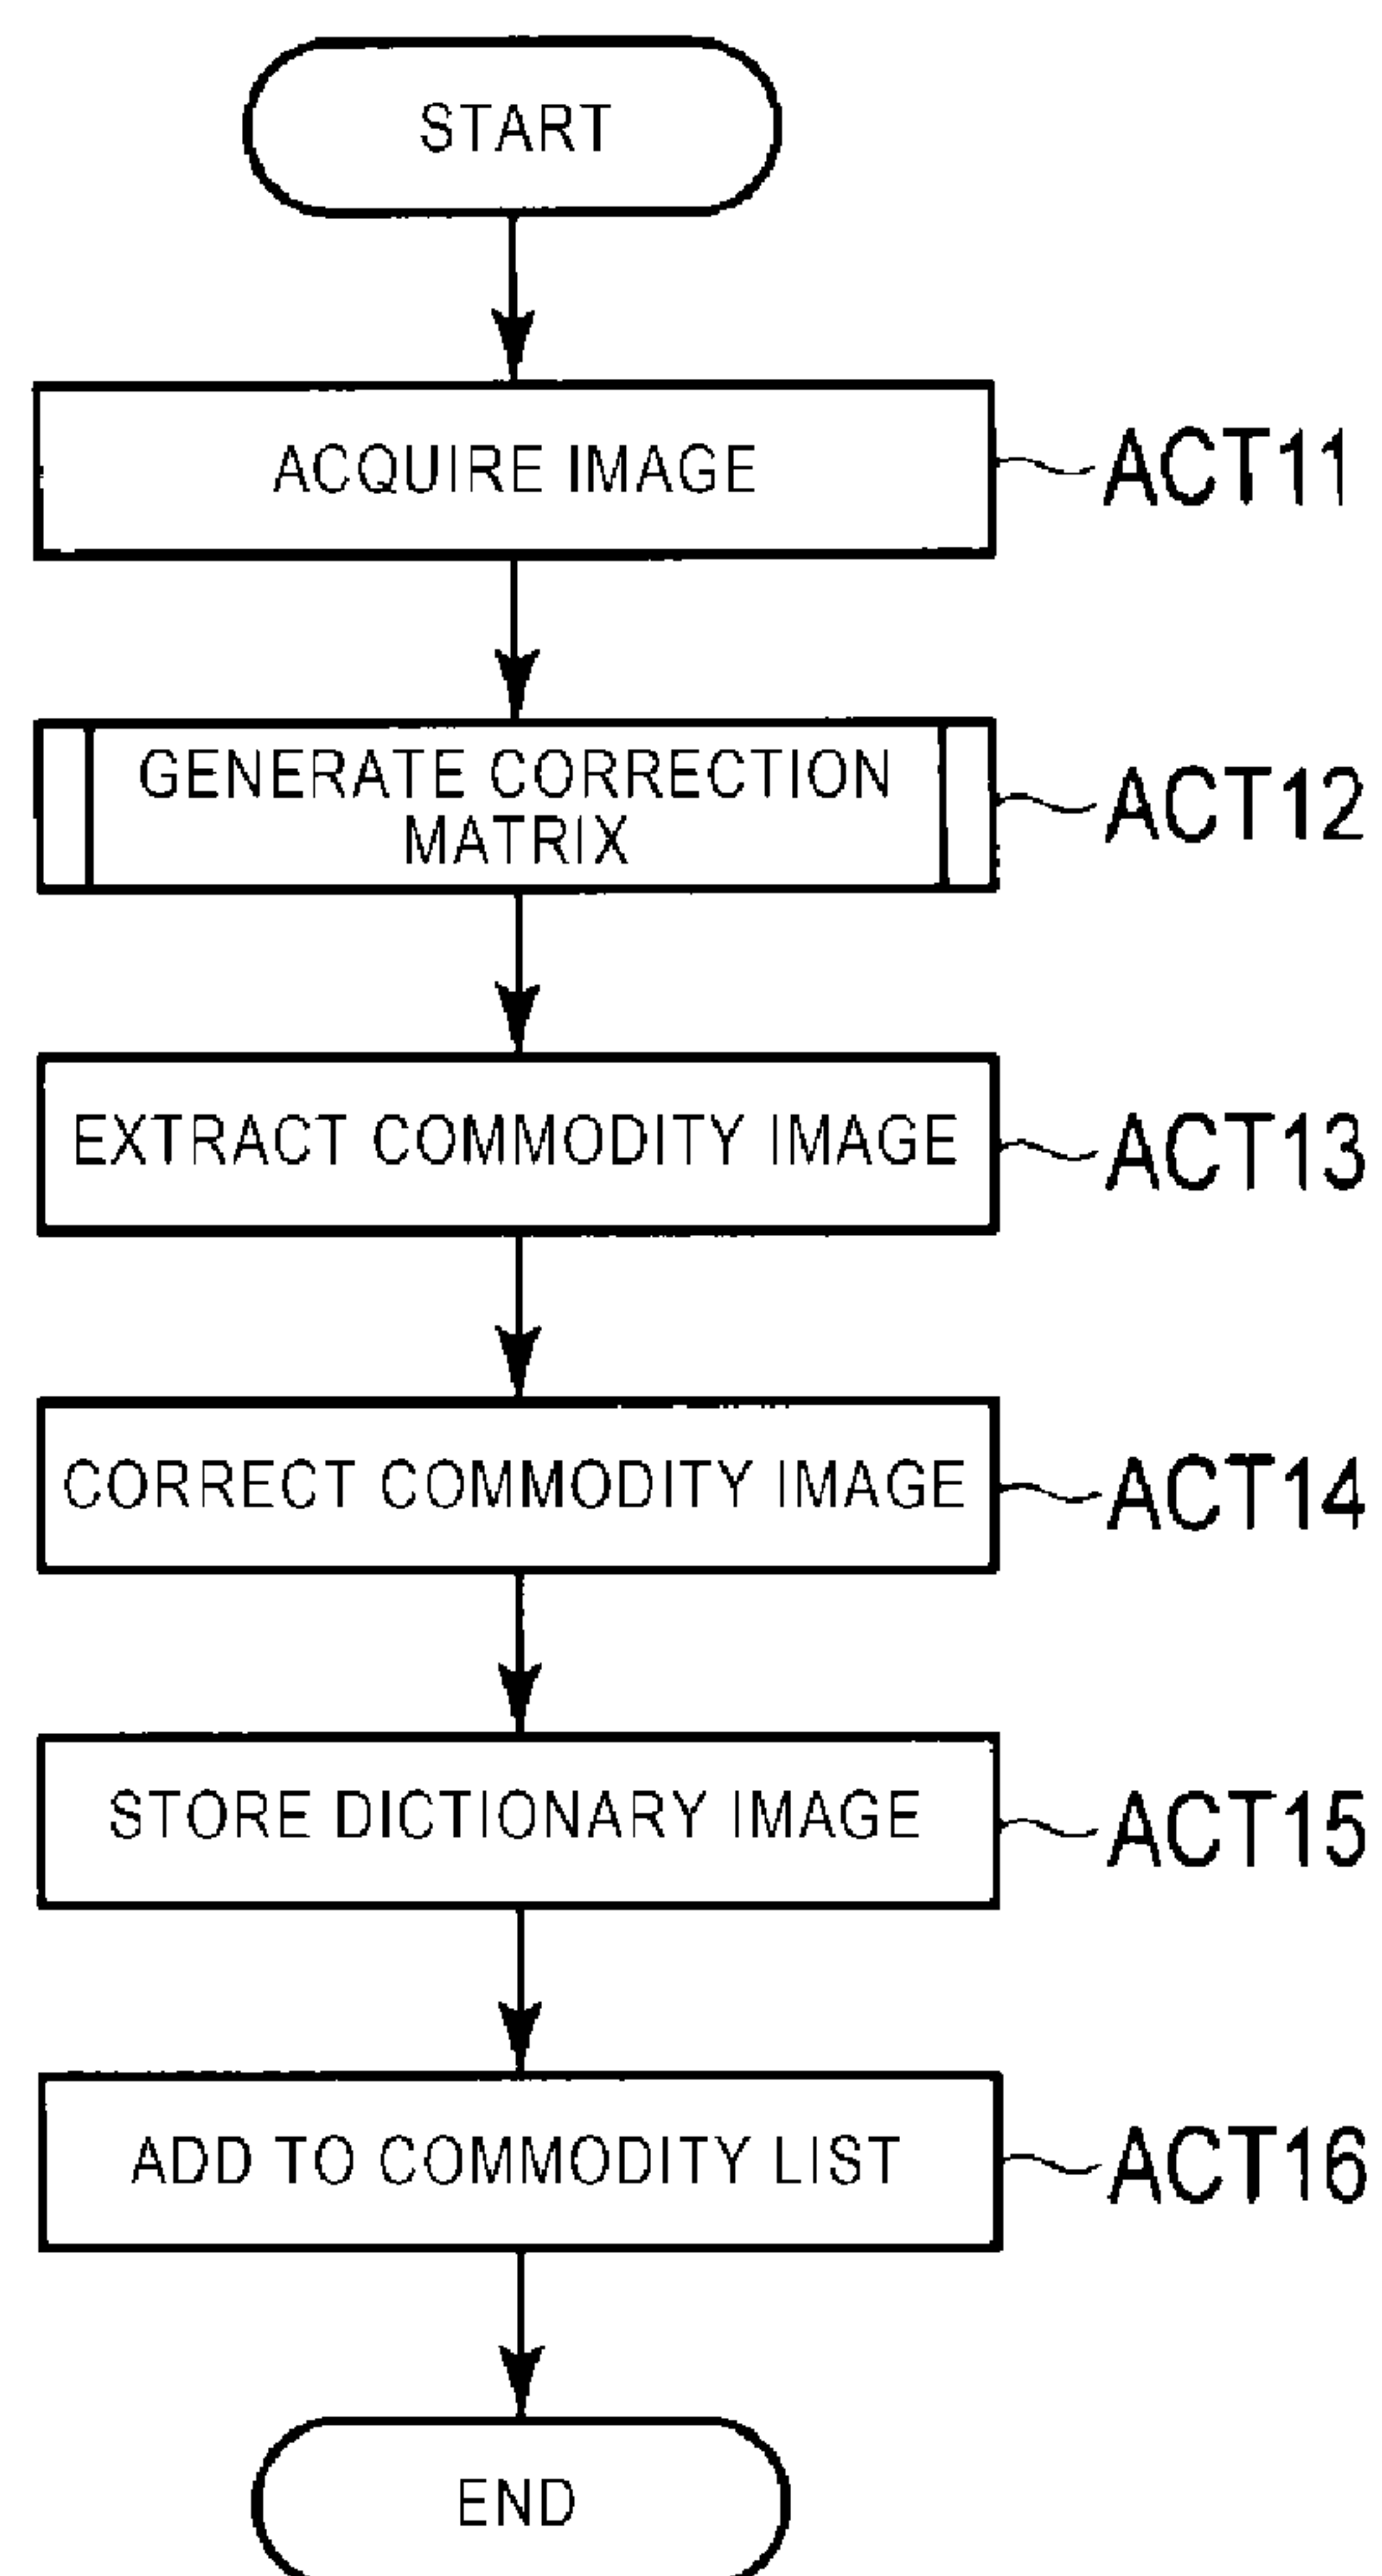 START
ACQUIRE IMAGE
ACT11
GENERATE CORRECTION
MATRIX
ACT12
EXTRACT COMMODITY IMAGE
ACT13
CORRECT COMMODITY IMAGE
ACT14
STORE DICTIONARY IMAGE
ACT15
ADD TO COMMODITY LIST
ACT16
END